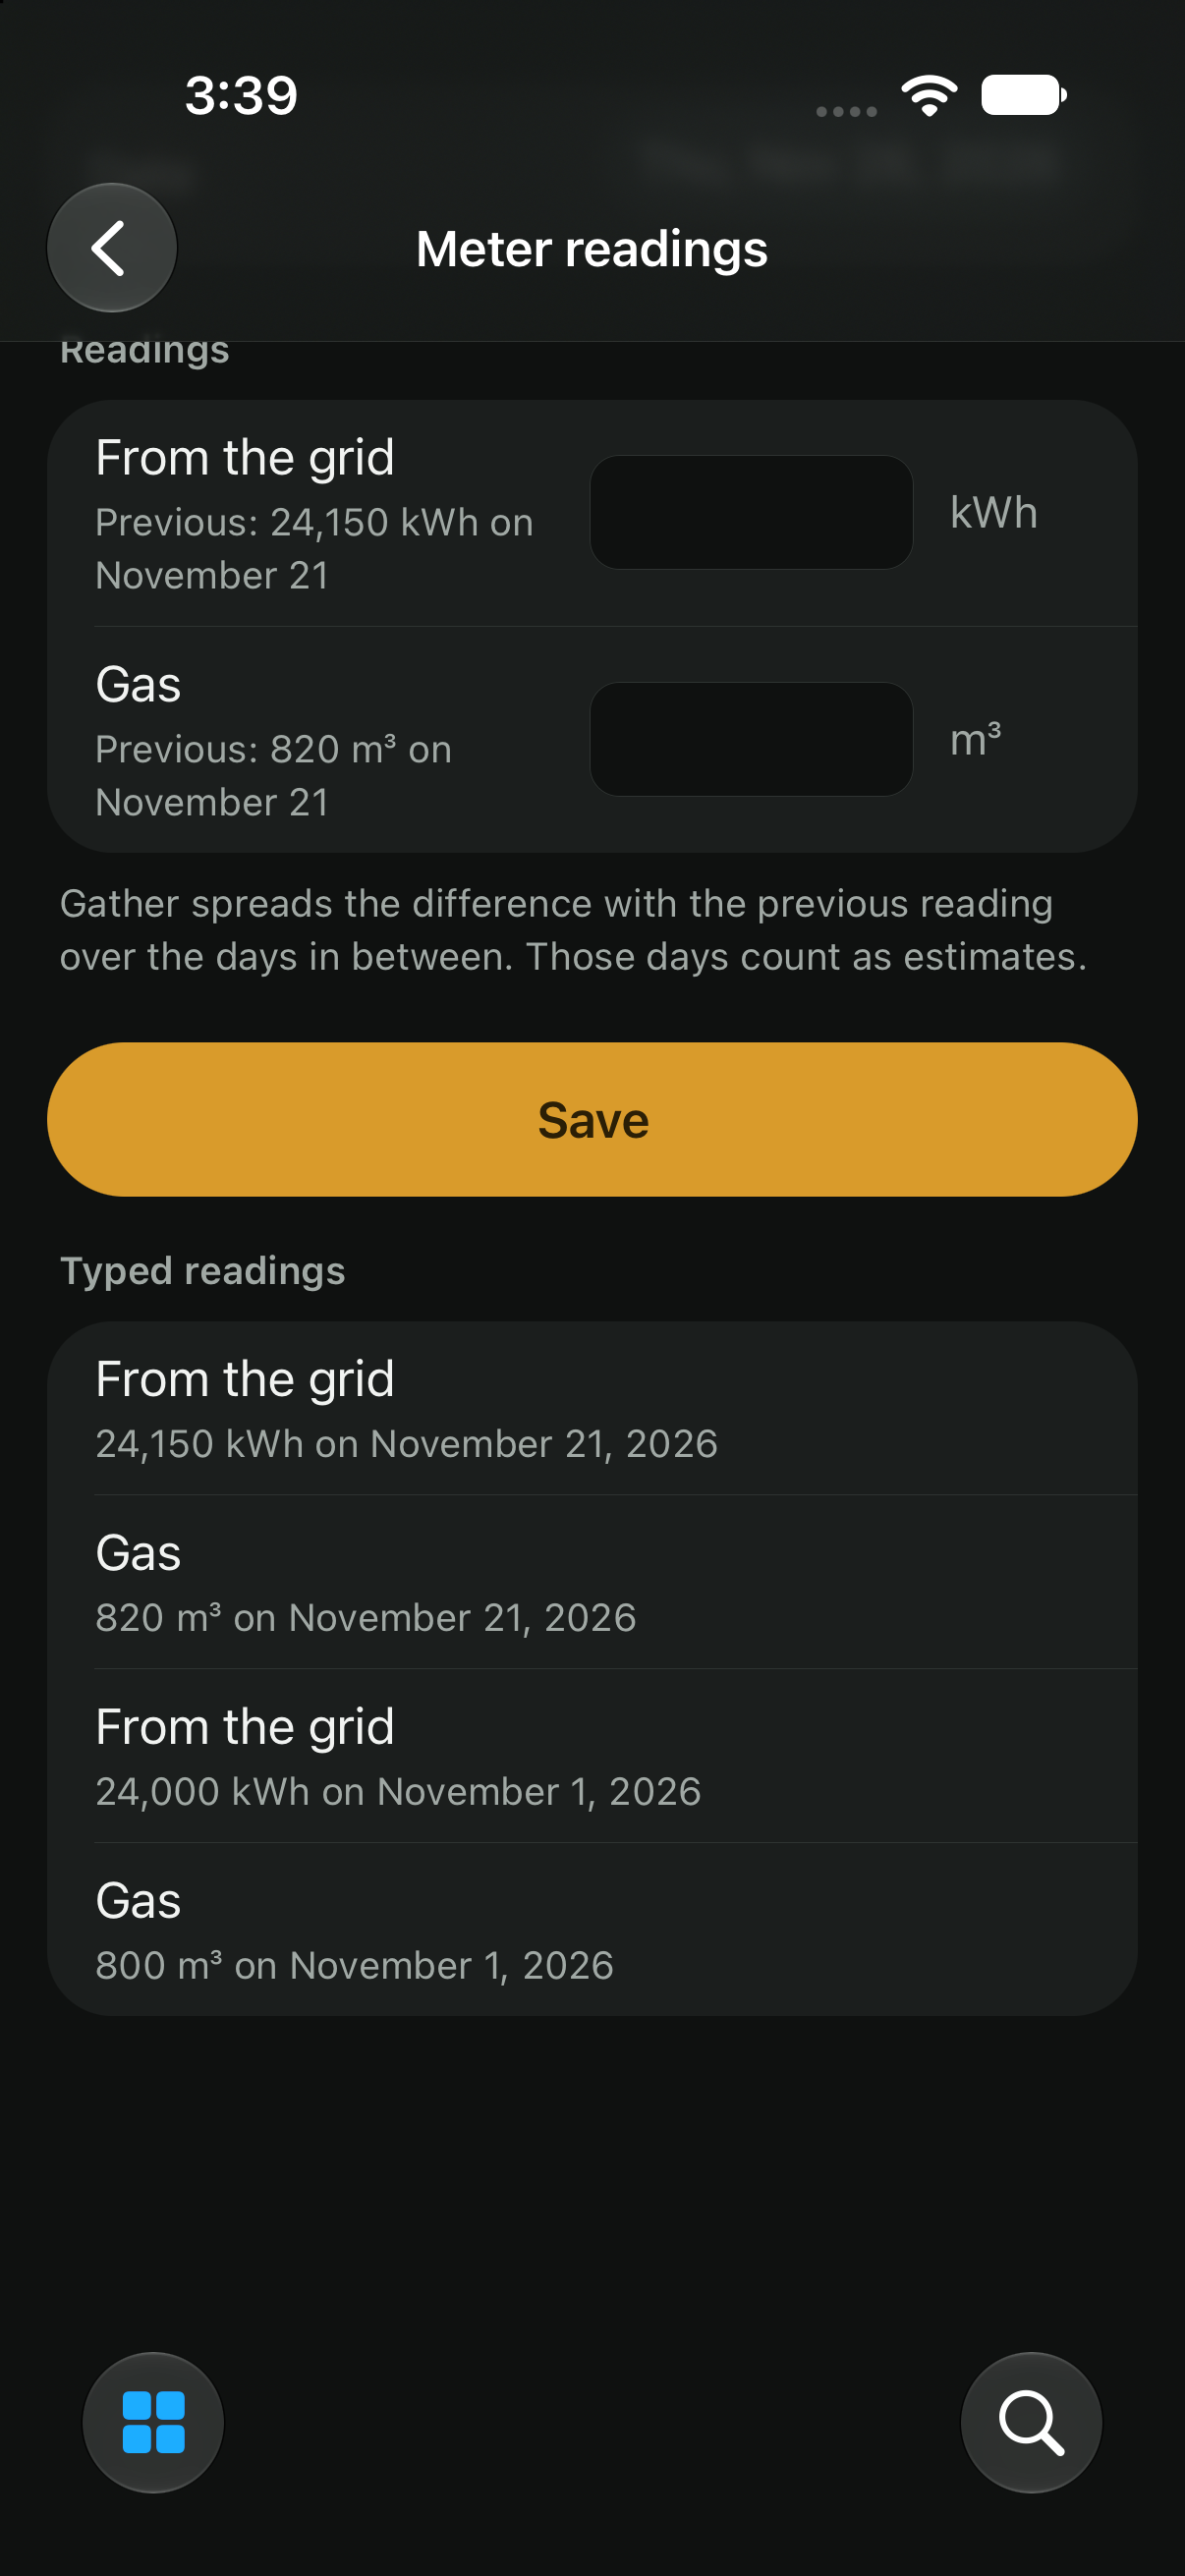 3:39
Meter readings
Readings
From the grid
Previous: 24,150 kWh on
November 21
kWh
Gas
Previous: 820 m³ on
November 21
m³
Gather spreads the difference with the previous reading
over the days in between. Those days count as estimates.
Save
Typed readings
From the grid
24,150 kWh on November 21, 2026
Gas
820 m³ on November 21, 2026
From the grid
24,000 kWh on November 1, 2026
Gas
800 m³ on November 1, 2026